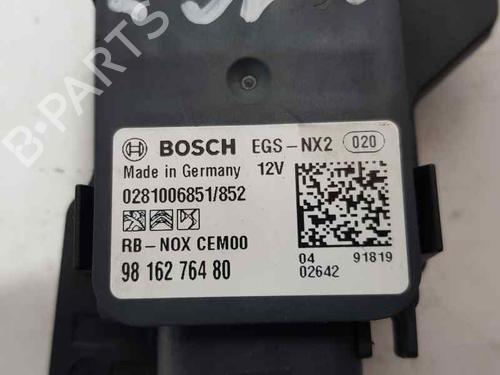 BOSCH EGS-NX2 020
Made in Germany 12V
0281006851/852
RB-NOX CEM00
98 162 764 80
04 91819
02642
B-PARTS